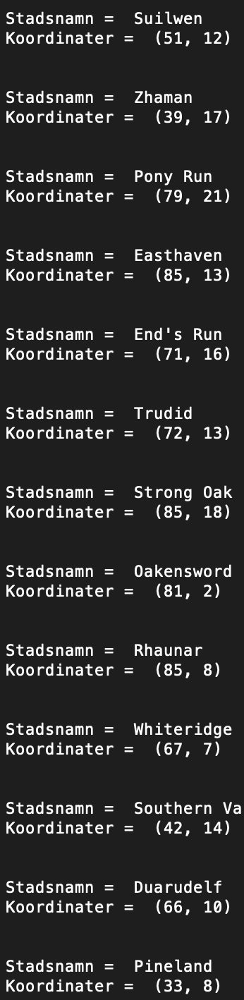 Stadsnamn =  Suilwen
Koordinater =  (51, 12)
Stadsnamn =  Zhaman
Koordinater =  (39, 17)
Stadsnamn =  Pony Run
Koordinater =  (79, 21)
Stadsnamn =  Easthaven
Koordinater =  (85, 13)
Stadsnamn =  End's Run
Koordinater =  (71, 16)
Stadsnamn =  Trudid
Koordinater =  (72, 13)
Stadsnamn =  Strong Oak
Koordinater =  (85, 18)
Stadsnamn =  Oakensword
Koordinater =  (81, 2)
Stadsnamn =  Rhaunar
Koordinater =  (85, 8)
Stadsnamn =  Whiteridge
Koordinater =  (67, 7)
Stadsnamn =  Southern Va
Koordinater =  (42, 14)
Stadsnamn =  Duarudelf
Koordinater =  (66, 10)
Stadsnamn =  Pineland
Koordinater =  (33, 8)